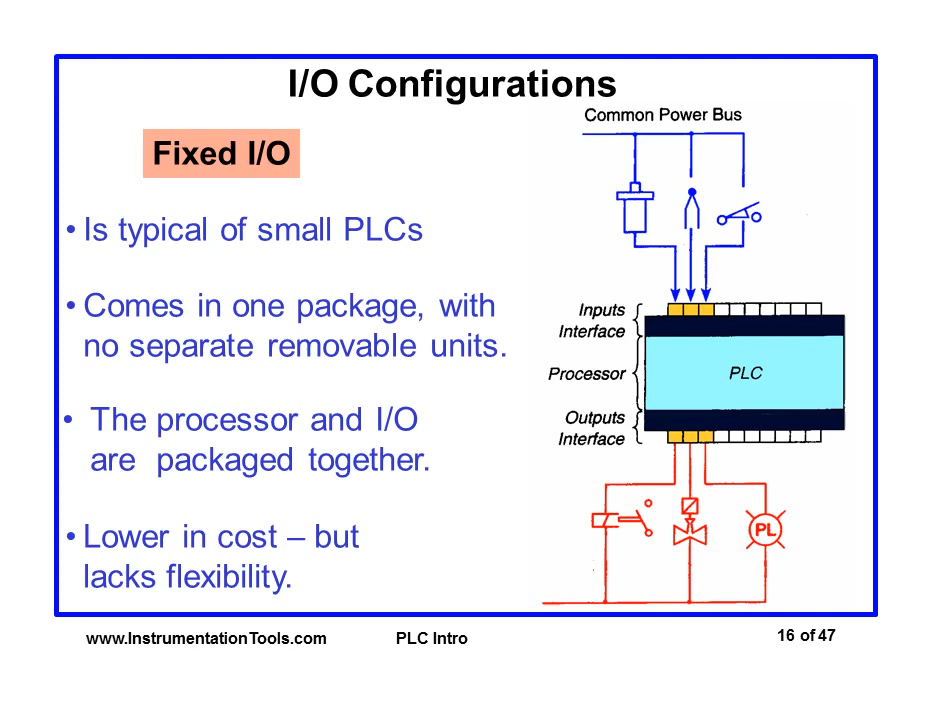 I/O Configurations
Fixed I/O
• Is typical of small PLCs
• Comes in one package, with
no separate removable units.
• The processor and I/O
are packaged together.
• Lower in cost – but
lacks flexibility.
Common Power Bus
Inputs
Interface
Processor
PLC
Outputs
Interface
PL
www.InstrumentationTools.com
PLC Intro
16 of 47